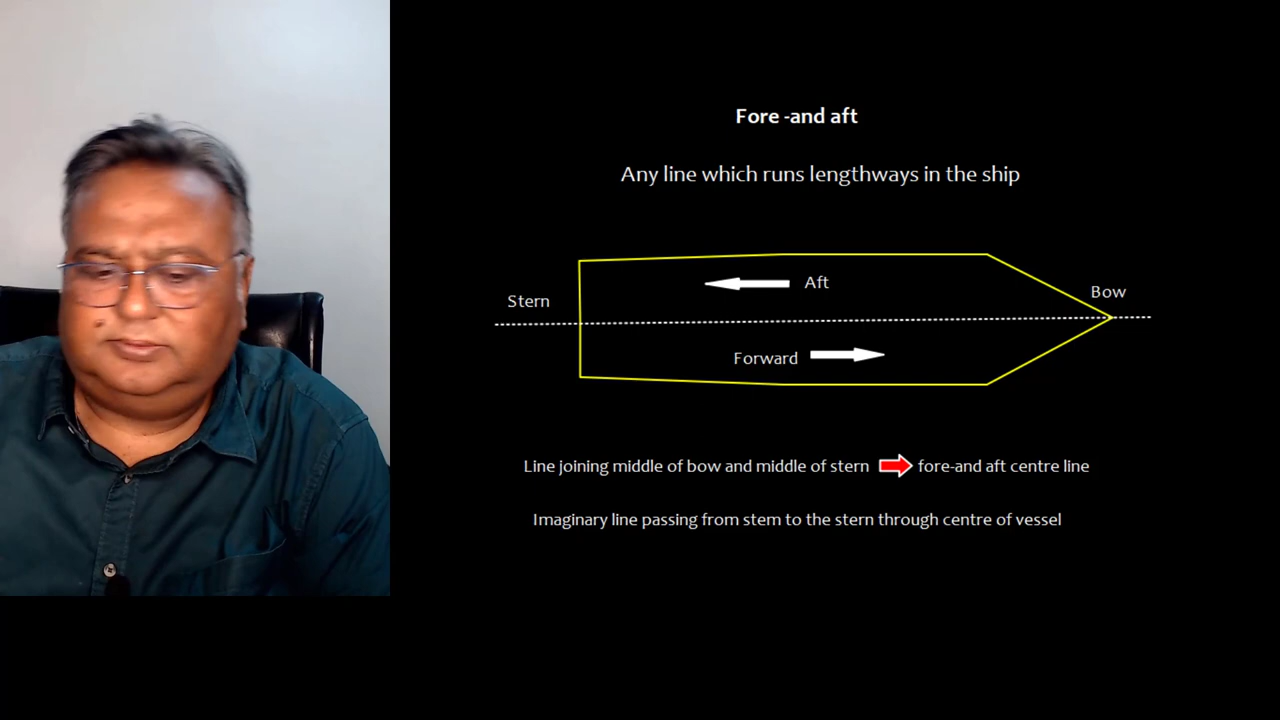 Fore -and aft
Any line which runs lengthways in the ship
Aft
Bow
Stern
Forward
Line joining middle of bow and middle of stern fore-and aft centre line
Imaginary line passing from stem to the stern through centre of vessel